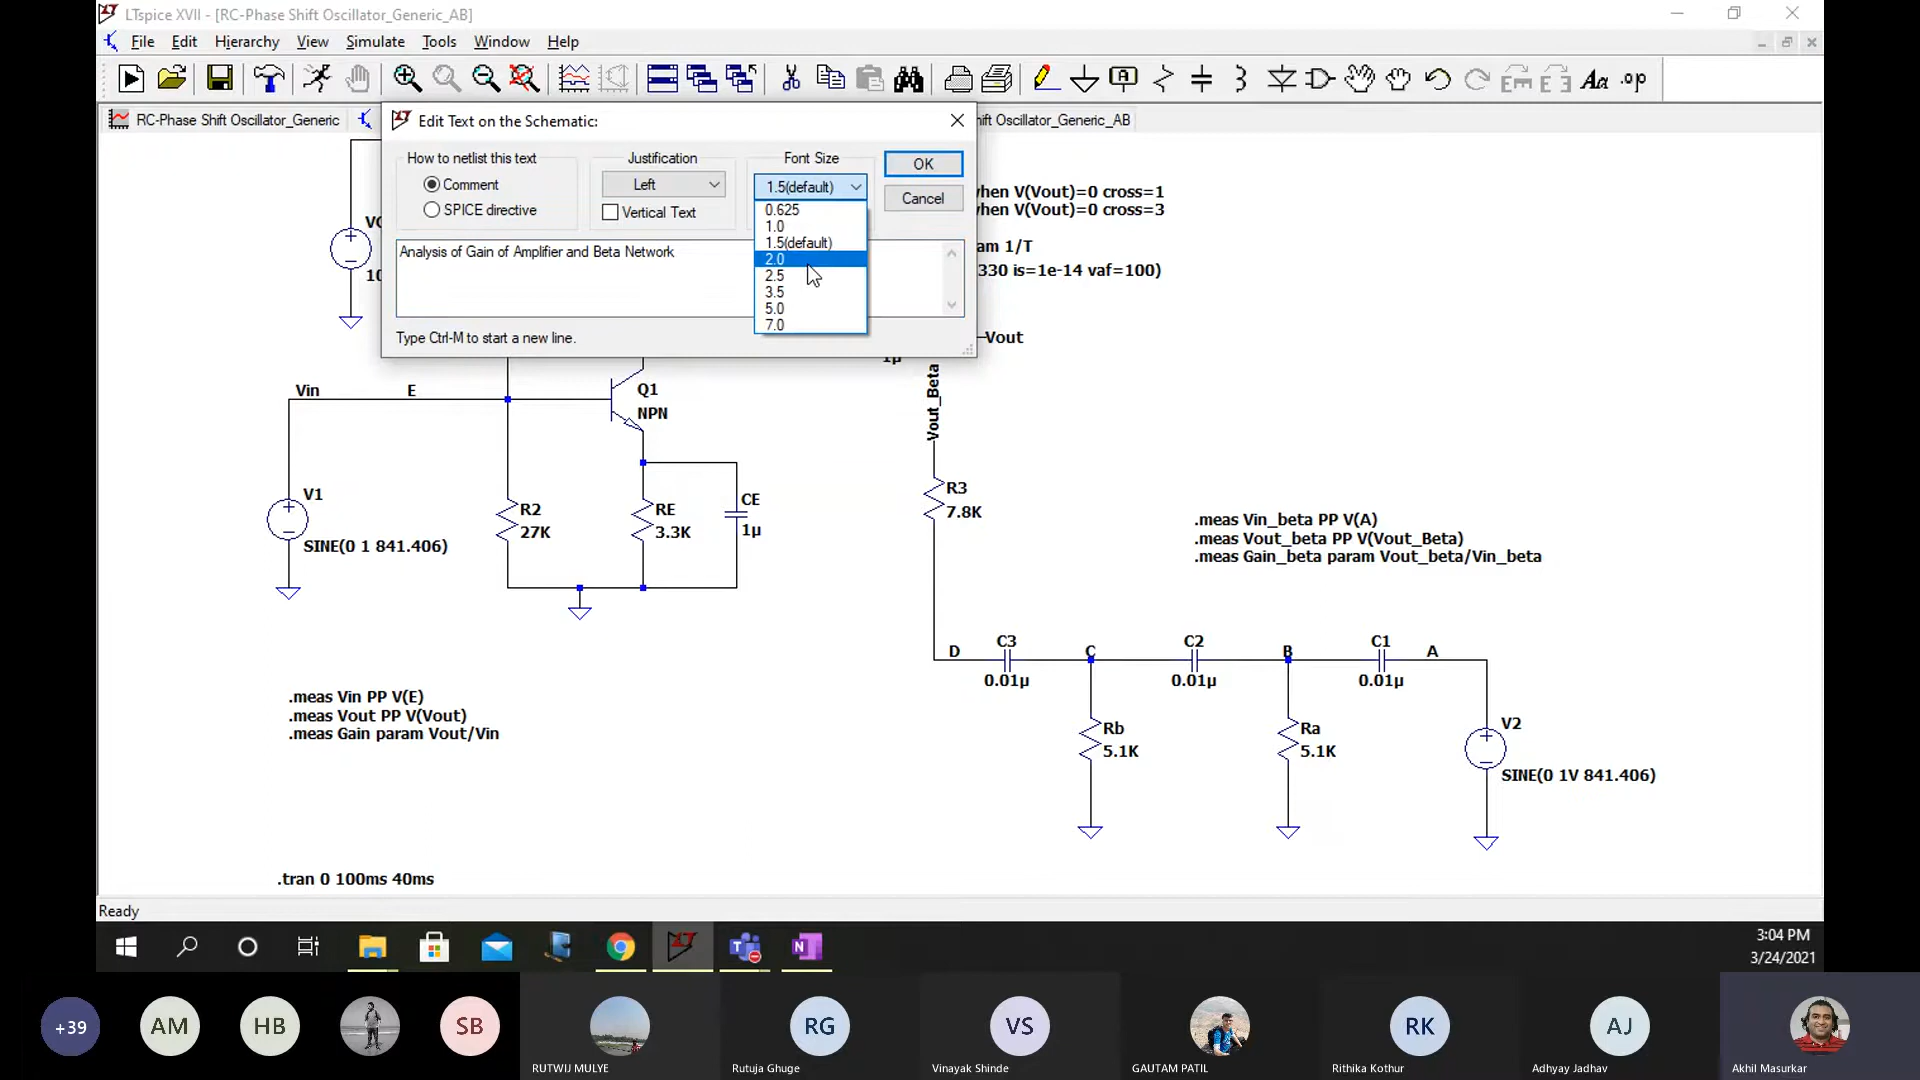 LTspice XVII - [RC-Phase Shift Oscillator_Generic_AB]
File Edit Hierarchy View Simulate Tools Window Help
RC-Phase Shift Oscillator_Generic
Oscillator_Generic_AB
Edit Text on the Schematic:
How to netlist this text
Comment
SPICE directive
Justification
Left
Vertical Text
Font Size
1.5(default)
0.625
1.0
1.5(default)
2.0
2.5
3.5
5.0
7.0
OK
Cancel
Analysis of Gain of Amplifier and Beta Network
Type Ctrl-M to start a new line.
V(Vout)=0 cross=1
V(Vout)=0 cross=3
1/T
330 is=1e-14 vaf=100)
Vout
1µ
Vout_Beta
Vin
E
Q1
NPN
V1
SINE(0 1 841.406)
R2
27K
RE
3.3K
CE
1µ
R3
7.8K
.meas Vin_beta PP V(A)
.meas Vout_beta PP V(Vout_Beta)
.meas Gain_beta param Vout_beta/Vin_beta
D
C3
0.01µ
C
C2
0.01µ
B
C1
0.01µ
A
Rb
5.1K
Ra
5.1K
V2
SINE(0 1V 841.406)
.meas Vin PP V(E)
.meas Vout PP V(Vout)
.meas Gain param Vout/Vin
.tran 0 100ms 40ms
Ready
3:04 PM
3/24/2021
+39
AM
HB
SB
RUTWIJ MULYE
RG
Rutuja Ghuge
VS
Vinayak Shinde
GAUTAM PATIL
RK
Rithika Kothur
AJ
Adhyay Jadhav
Akhil Masurkar